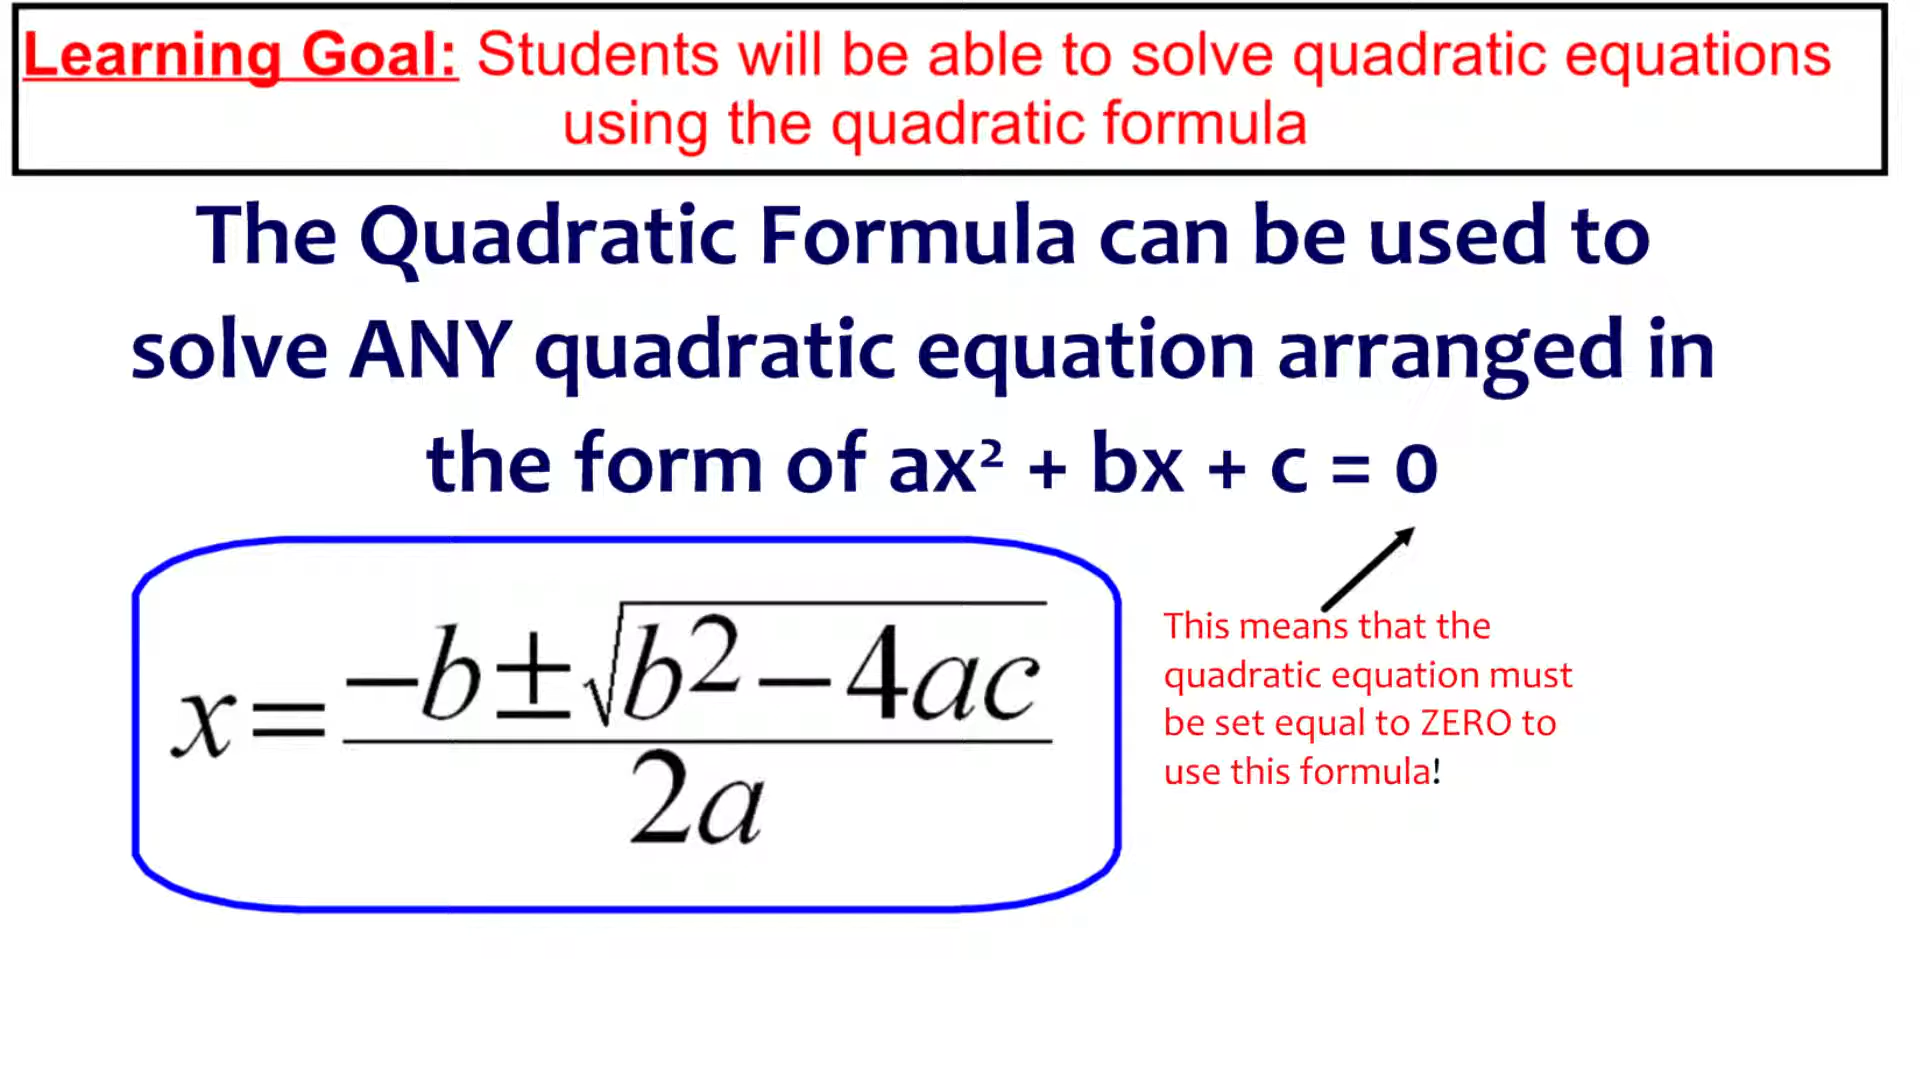 Learning Goal: Students will be able to solve quadratic equations
using the quadratic formula
The Quadratic Formula can be used to
solve ANY quadratic equation arranged in
the form of ax² + bx + c = 0
x = \frac{-b ± \sqrt{b² - 4ac}}{2a}
This means that the
quadratic equation must
be set equal to ZERO to
use this formula!